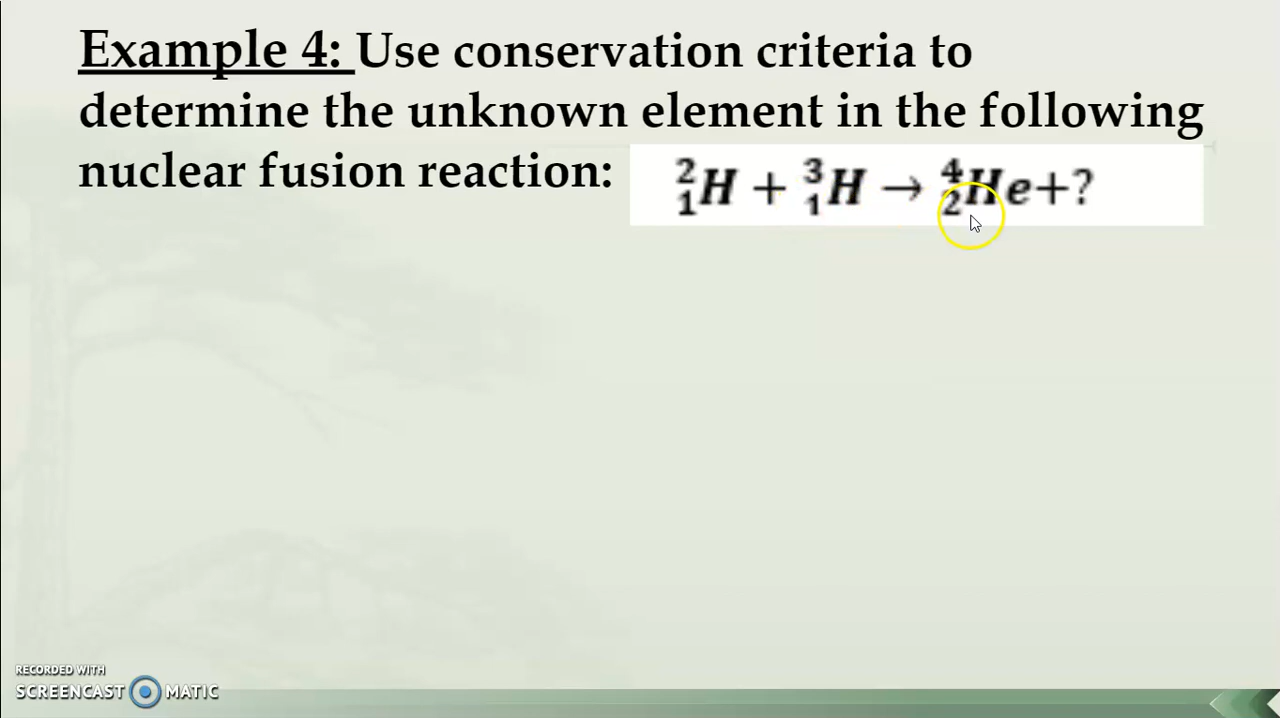 Example 4: Use conservation criteria to
determine the unknown element in the following
nuclear fusion reaction: ²₁H + ³₁H → ⁴₂He+?
RECORDED WITH
SCREENCAST MATIC